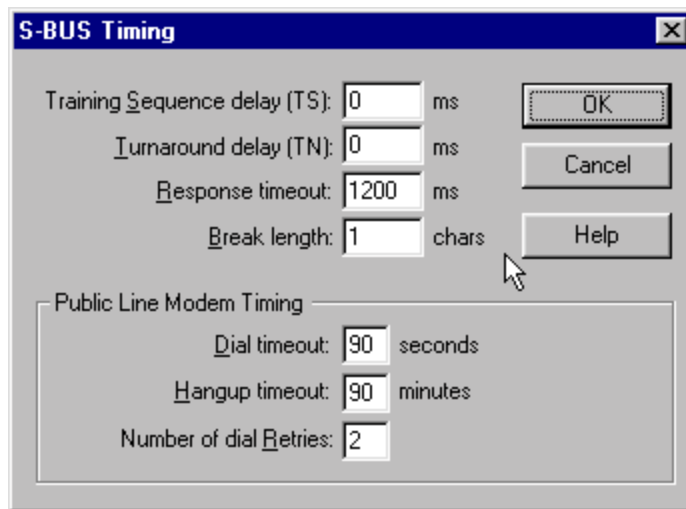 S-BUS Timing
Training Sequence delay (TS): 0 ms
OK
Turnaround delay (TN): 0 ms
Cancel
Response timeout: 1200 ms
Break length: 1 chars
Help
Public Line Modem Timing
Dial timeout: 90 seconds
Hangup timeout: 90 minutes
Number of dial Retries: 2